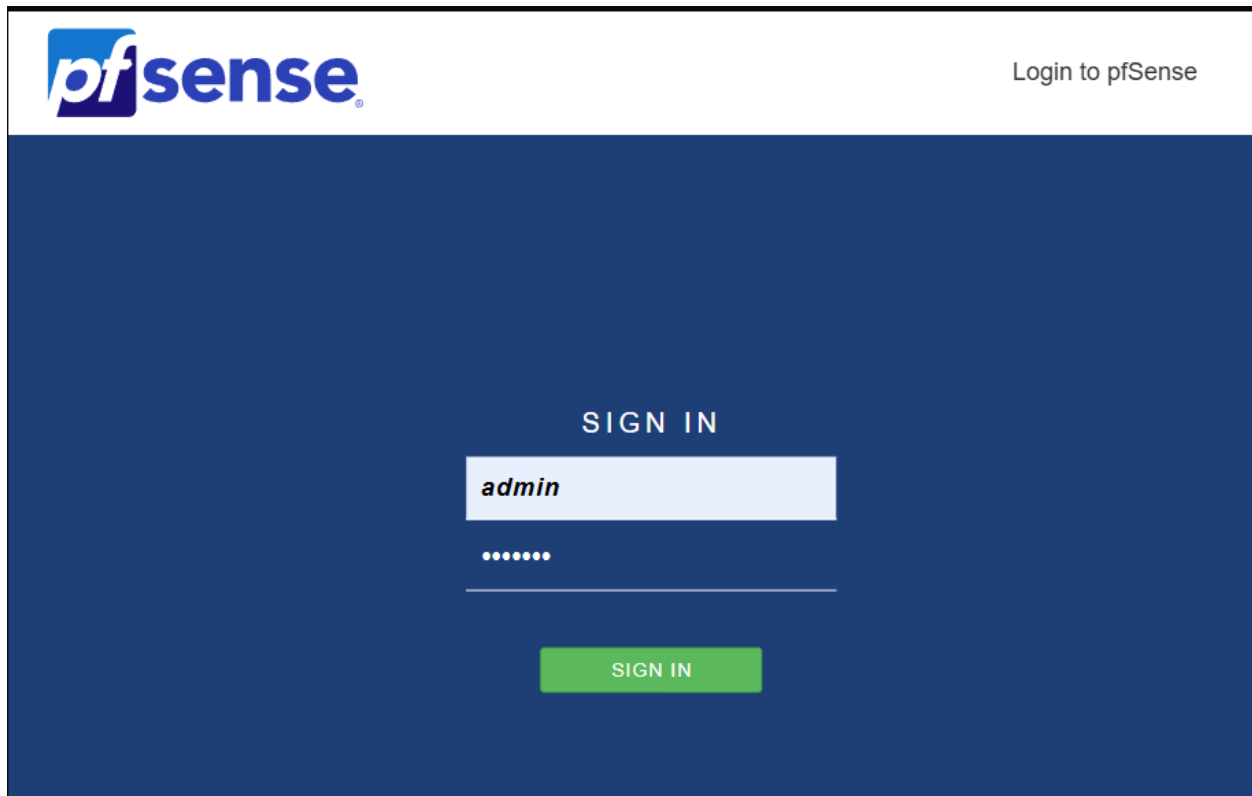 pfsense®
Login to pfSense
SIGN IN
admin
•••••••
SIGN IN